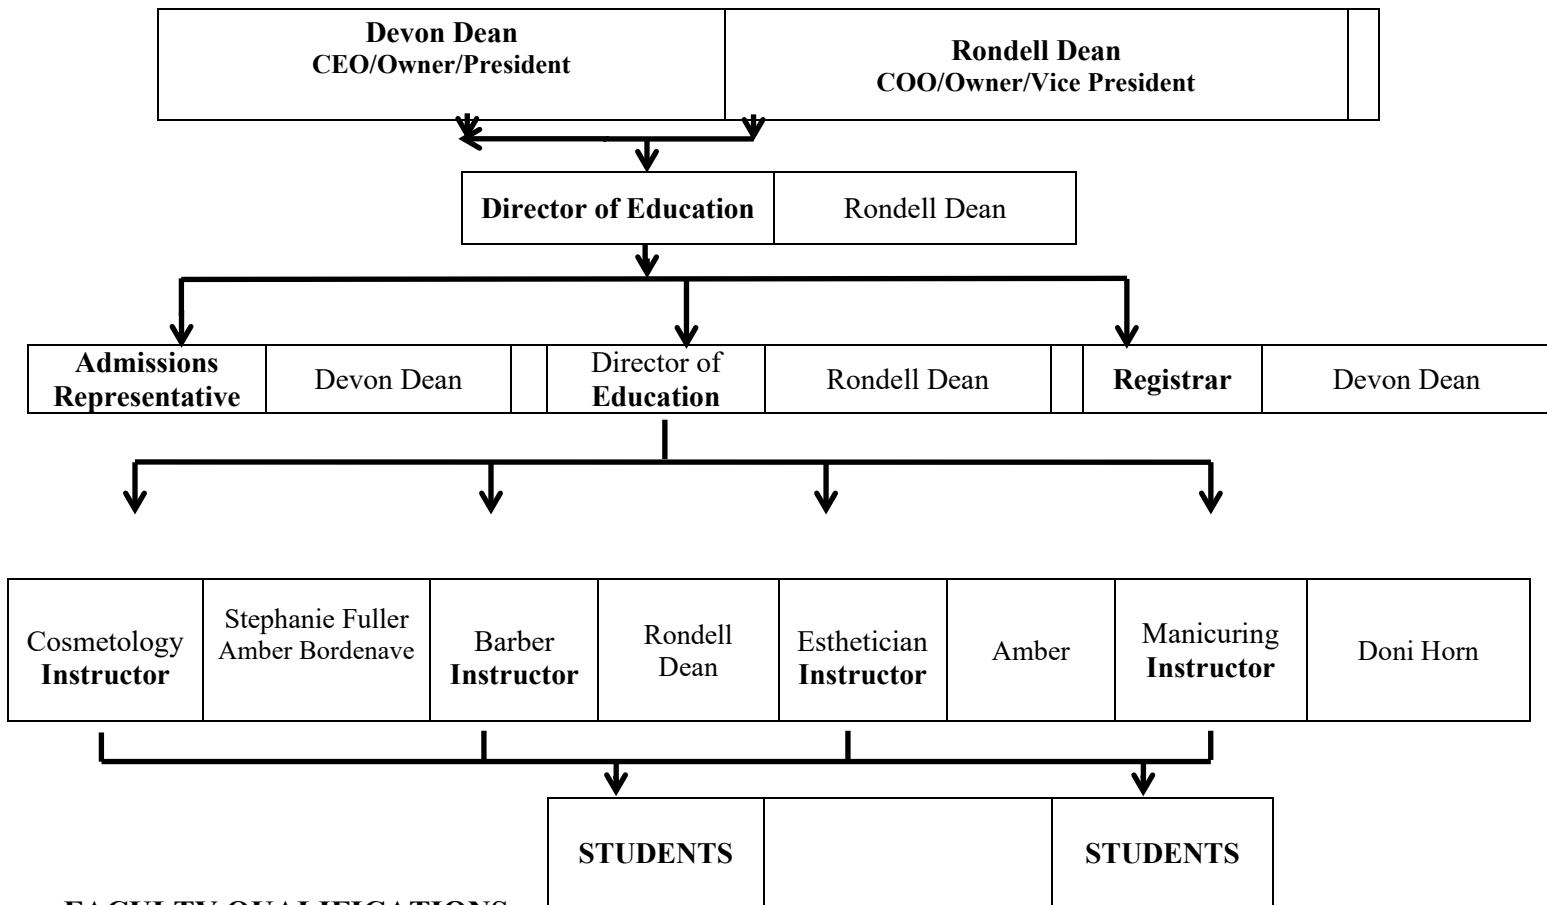 Devon Dean
CEO/Owner/President
Rondell Dean
COO/Owner/Vice President
Director of Education
Rondell Dean
Admissions
Representative
Devon Dean
Director of
Education
Rondell Dean
Registrar
Devon Dean
Cosmetology
Instructor
Stephanie Fuller
Amber Bordenave
Barber
Instructor
Rondell
Dean
Esthetician
Instructor
Amber
Manicuring
Instructor
Doni Horn
STUDENTS
STUDENTS
FACULTY QUALIFICATIONS